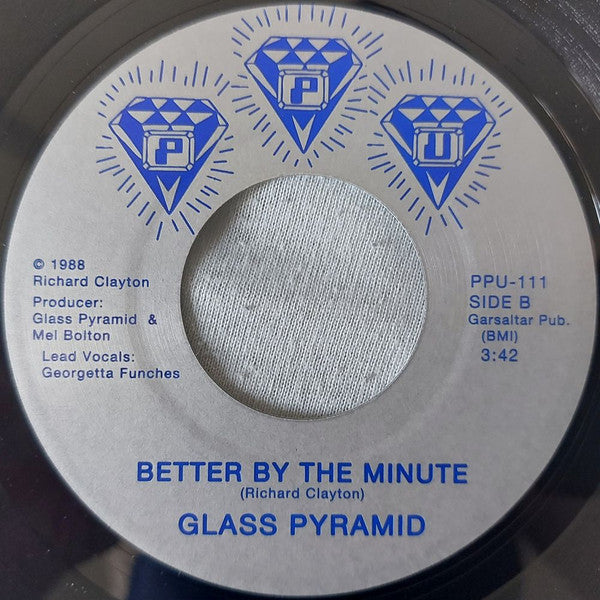 P P U
© 1988
Richard Clayton
Producer:
Glass Pyramid &
Mel Bolton
Lead Vocals:
Georgetta Funches
PPU-111
SIDE B
Garsaltar Pub.
(BMI)
3:42
BETTER BY THE MINUTE
(Richard Clayton)
GLASS PYRAMID